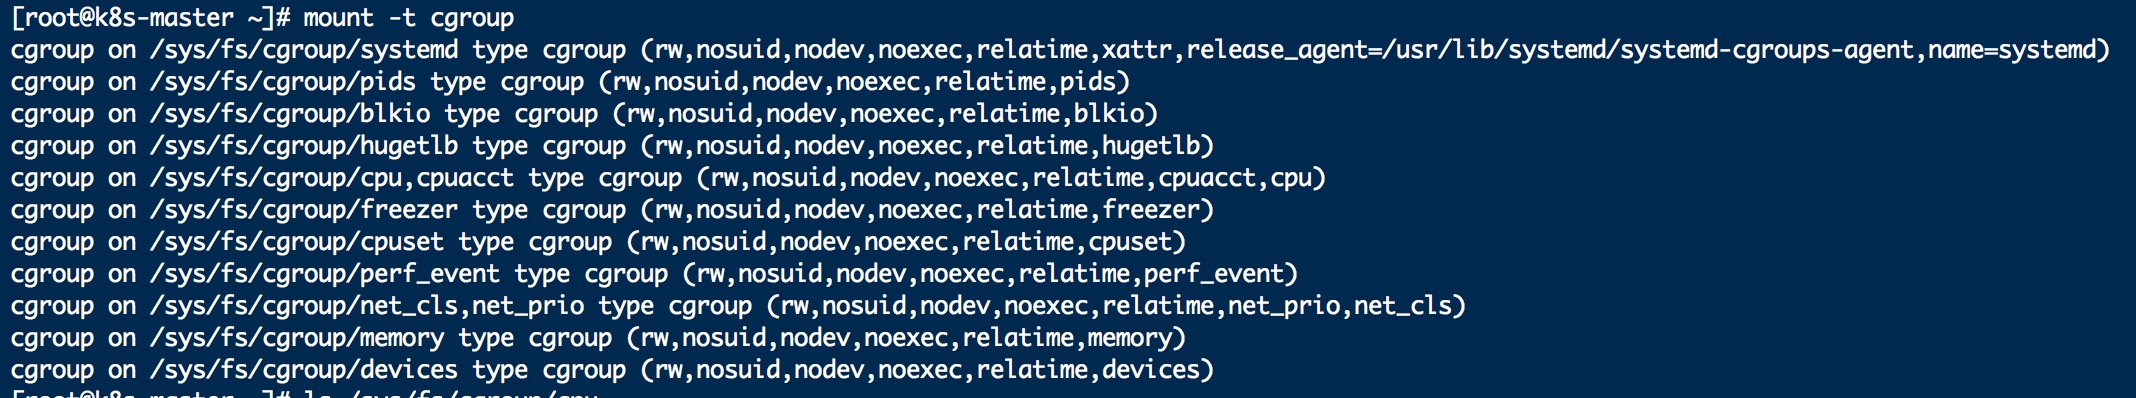 [root@k8s-master ~]# mount -t cgroup
cgroup on /sys/fs/cgroup/systemd type cgroup (rw,nosuid,nodev,noexec,relatime,xattr,release_agent=/usr/lib/systemd/systemd-cgroups-agent,name=systemd)
cgroup on /sys/fs/cgroup/pids type cgroup (rw,nosuid,nodev,noexec,relatime,pids)
cgroup on /sys/fs/cgroup/blkio type cgroup (rw,nosuid,nodev,noexec,relatime,blkio)
cgroup on /sys/fs/cgroup/hugetlb type cgroup (rw,nosuid,nodev,noexec,relatime,hugetlb)
cgroup on /sys/fs/cgroup/cpu,cpuacct type cgroup (rw,nosuid,nodev,noexec,relatime,cpuacct,cpu)
cgroup on /sys/fs/cgroup/freezer type cgroup (rw,nosuid,nodev,noexec,relatime,freezer)
cgroup on /sys/fs/cgroup/cpuset type cgroup (rw,nosuid,nodev,noexec,relatime,cpuset)
cgroup on /sys/fs/cgroup/perf_event type cgroup (rw,nosuid,nodev,noexec,relatime,perf_event)
cgroup on /sys/fs/cgroup/net_cls,net_prio type cgroup (rw,nosuid,nodev,noexec,relatime,net_prio,net_cls)
cgroup on /sys/fs/cgroup/memory type cgroup (rw,nosuid,nodev,noexec,relatime,memory)
cgroup on /sys/fs/cgroup/devices type cgroup (rw,nosuid,nodev,noexec,relatime,devices)
[root@k8s-master ~]# ls /sys/fs/cgroup/cpu